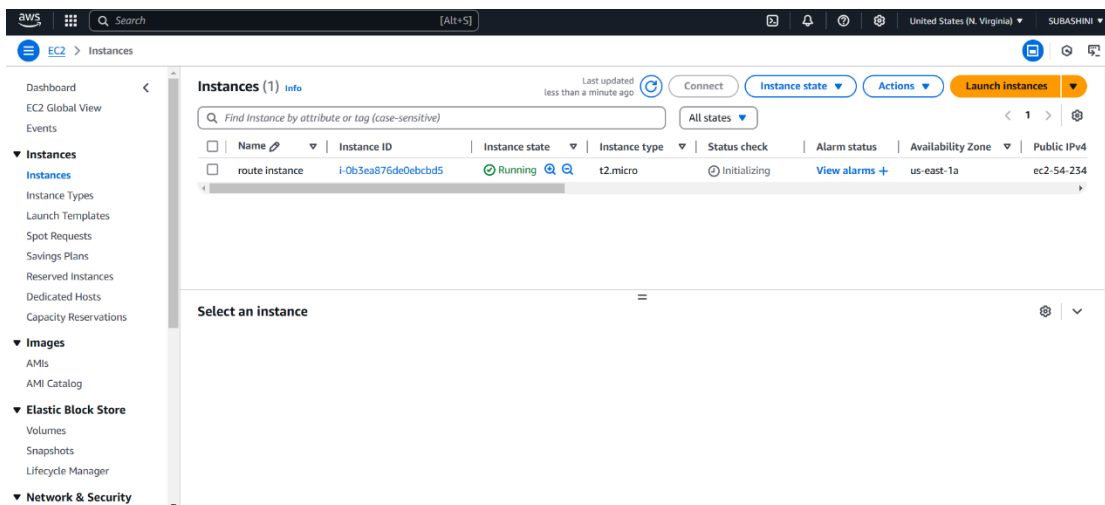 aws Search [Alt+S] United States (N. Virginia) SUBASHINI
EC2 > Instances
Dashboard
EC2 Global View
Events
Instances
Instances
Instance Types
Launch Templates
Spot Requests
Savings Plans
Reserved Instances
Dedicated Hosts
Capacity Reservations
Images
AMIs
AMI Catalog
Elastic Block Store
Volumes
Snapshots
Lifecycle Manager
Network & Security
Instances (1) Info
Last updated
less than a minute ago
Connect Instance state Actions Launch instances
Find Instance by attribute or tag (case-sensitive) All states < 1 >
Name Instance ID Instance state Instance type Status check Alarm status Availability Zone Public IPv4
route instance i-0b3ea876de0ebcbd5 Running t2.micro Initializing View alarms + us-east-1a ec2-54-234
Select an instance